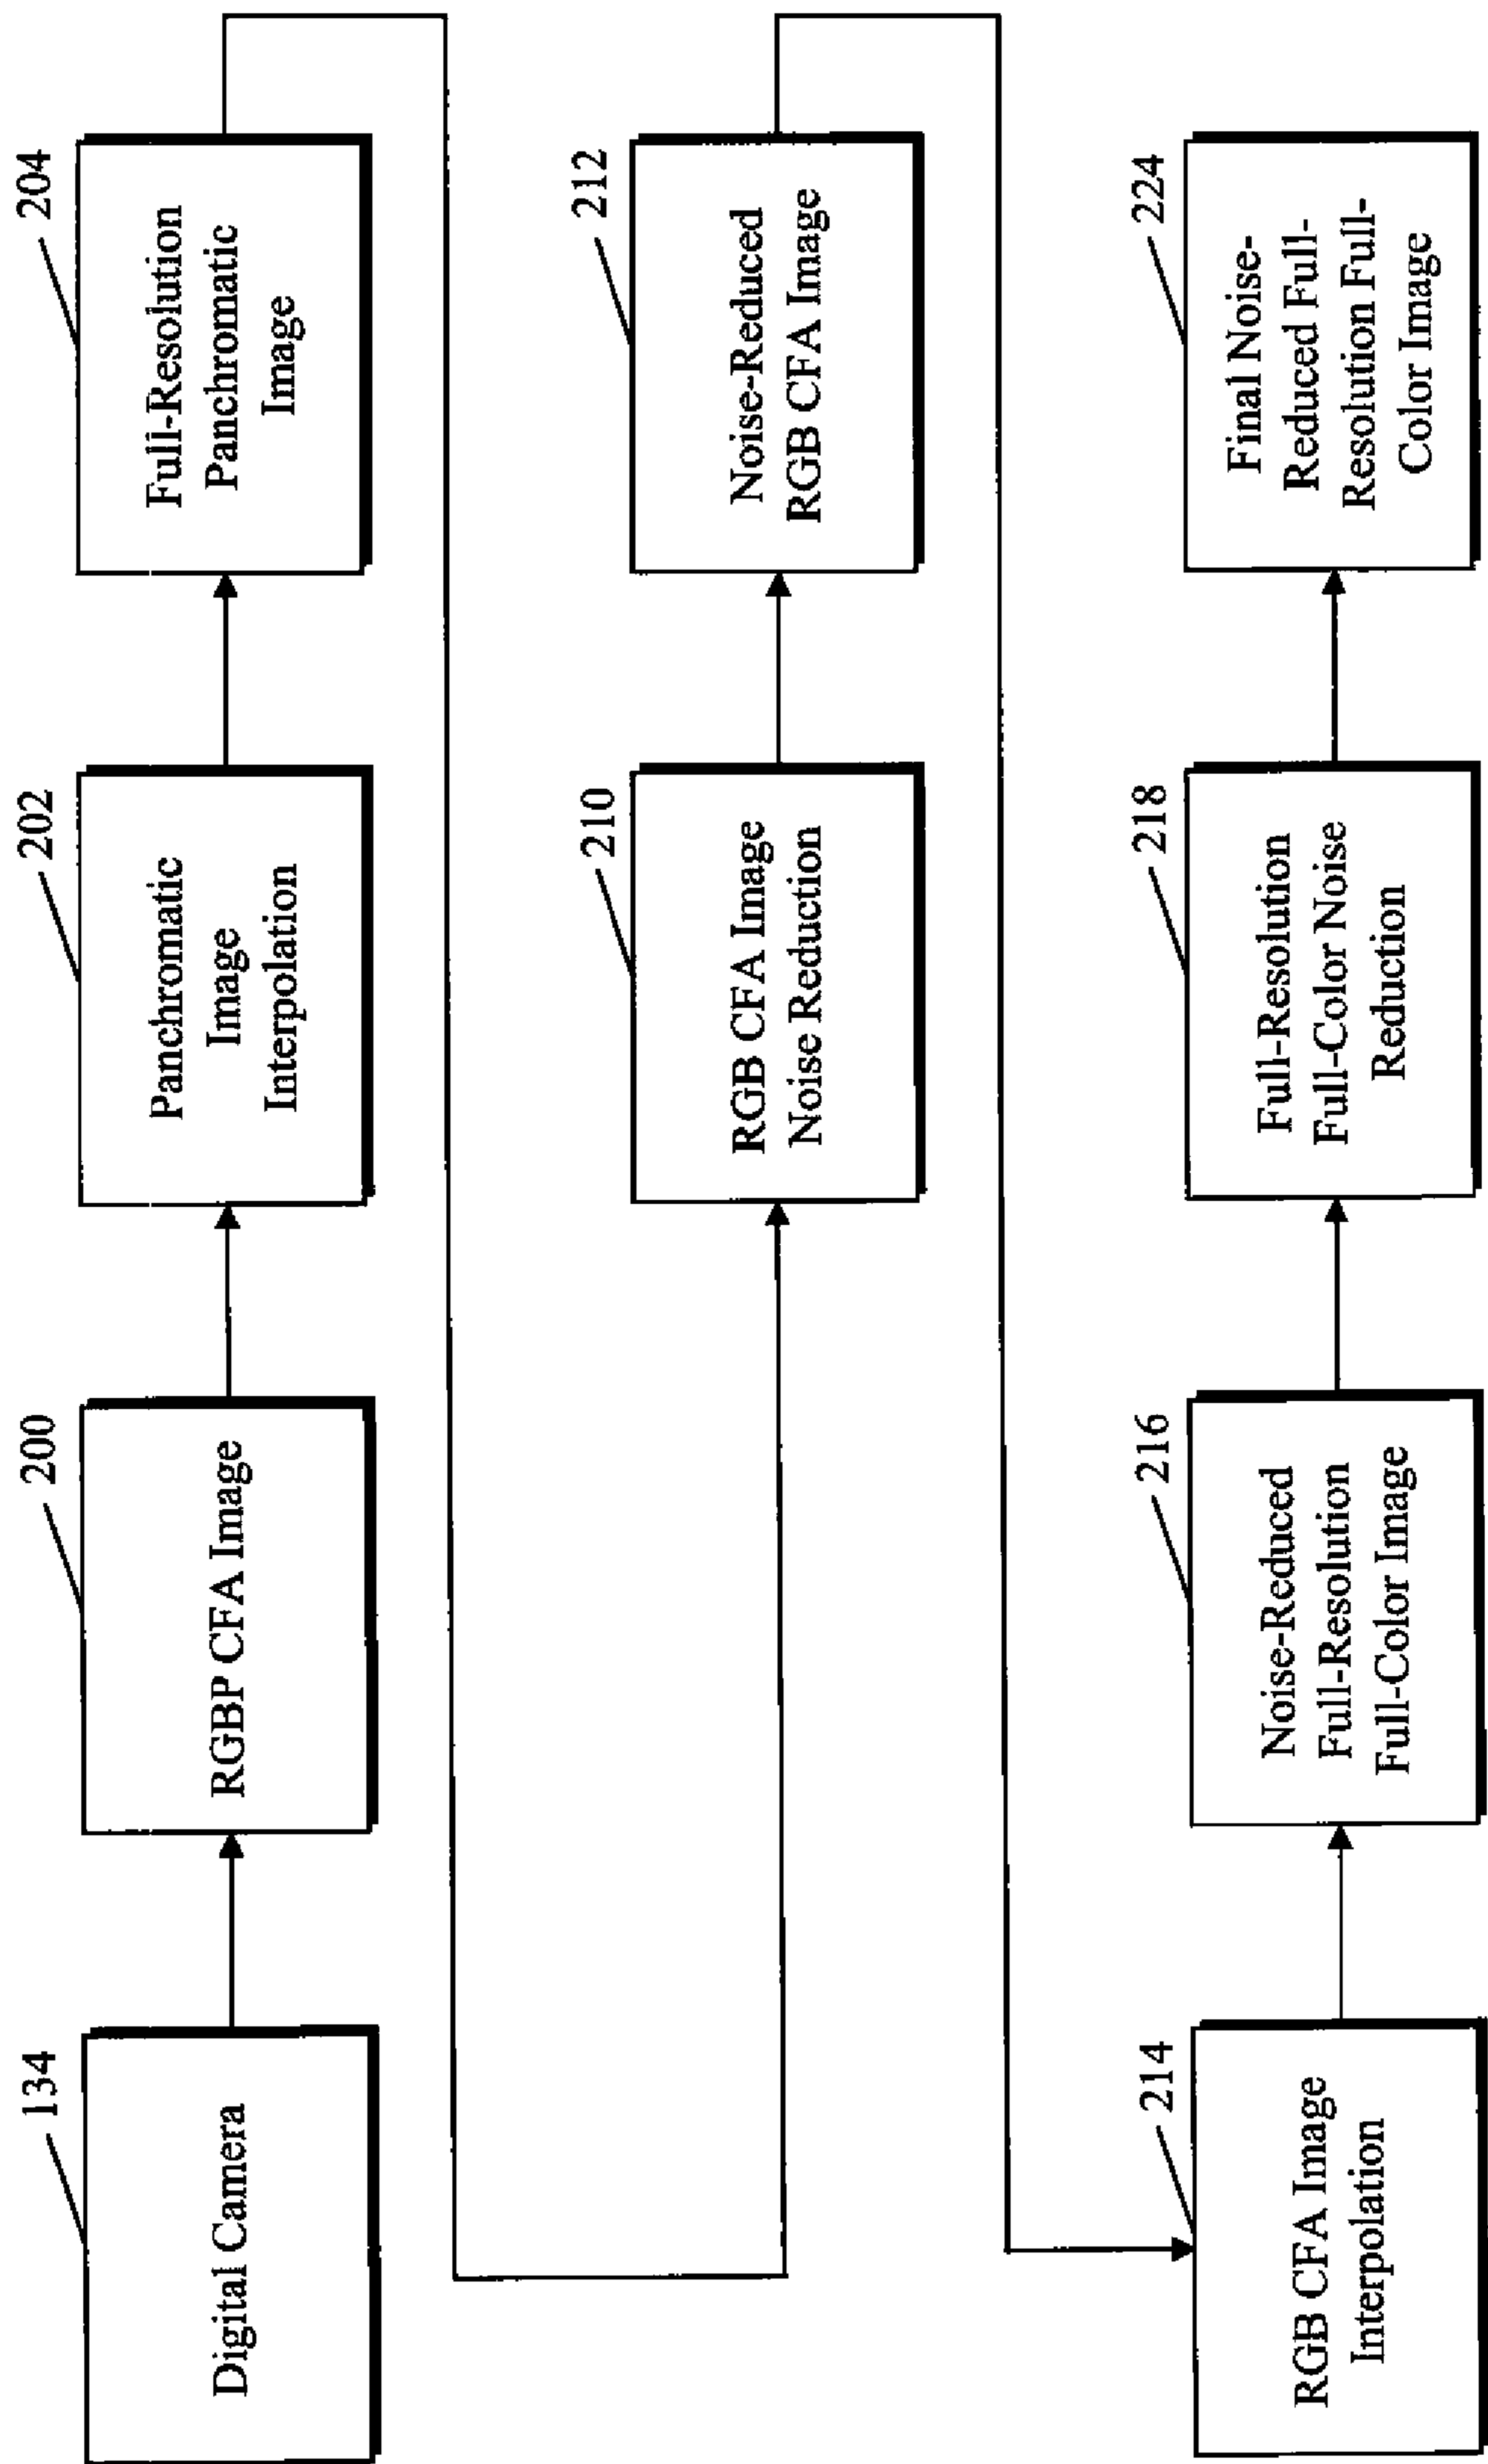 134
Digital Camera
200
RGBP CFA Image
202
Panchromatic
Image
Interpolation
204
Full-Resolution
Panchromatic
Image
210
RGB CFA Image
Noise Reduction
212
Noise-Reduced
RGB CFA Image
214
RGB CFA Image
Interpolation
216
Noise-Reduced
Full-Resolution
Full-Color Image
218
Full-Resolution
Full-Color Noise
Reduction
224
Final Noise-
Reduced Full-
Resolution Full-
Color Image